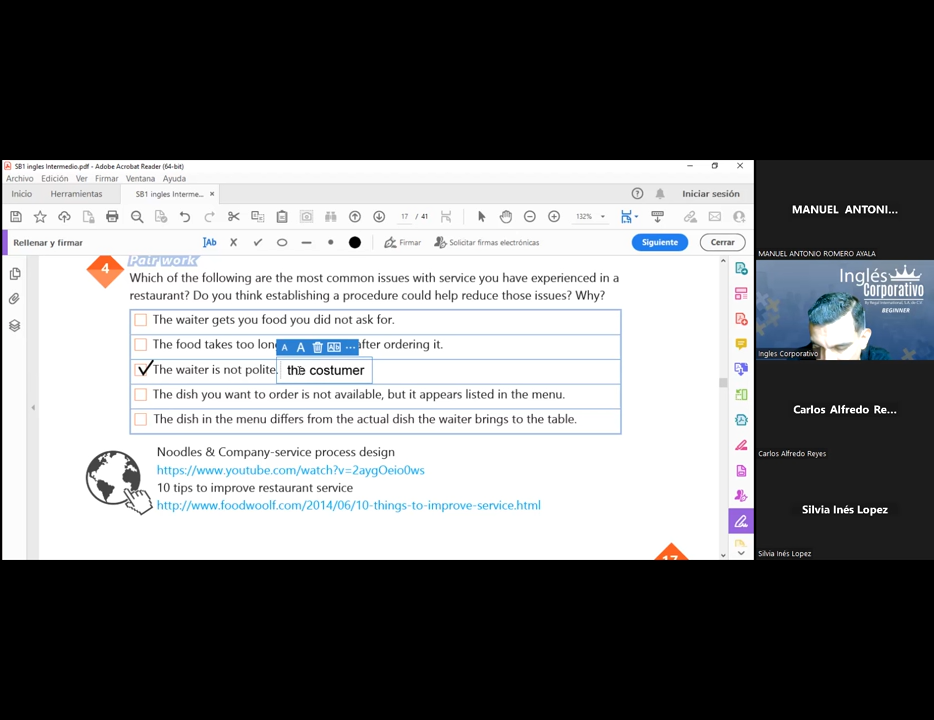 SB1 ingles Intermedio.pdf - Adobe Acrobat Reader (64-bit)
Archivo Edición Ver Firmar Ventana Ayuda
Inicio Herramientas SB1 ingles Interme... × Iniciar sesión
17 / 41 132%
Rellenar y firmar Ab Firmar Solicitar firmas electrónicas Siguiente Cerrar
4 Pair work
Which of the following are the most common issues with service you have experienced in a
restaurant? Do you think establishing a procedure could help reduce those issues? Why?
The waiter gets you food you did not ask for.
The food takes too long after ordering it.
The waiter is not polite. the costumer
The dish you want to order is not available, but it appears listed in the menu.
The dish in the menu differs from the actual dish the waiter brings to the table.
Noodles & Company-service process design
https://www.youtube.com/watch?v=2aygOeio0ws
10 tips to improve restaurant service
http://www.foodwoolf.com/2014/06/10-things-to-improve-service.html
17
MANUEL ANTONI...
MANUEL ANTONIO ROMERO AYALA
Inglés
Corporativo
BEGINNER
Ingles Corporativo
Carlos Alfredo Re...
Carlos Alfredo Reyes
Silvia Inés Lopez
Silvia Inés Lopez